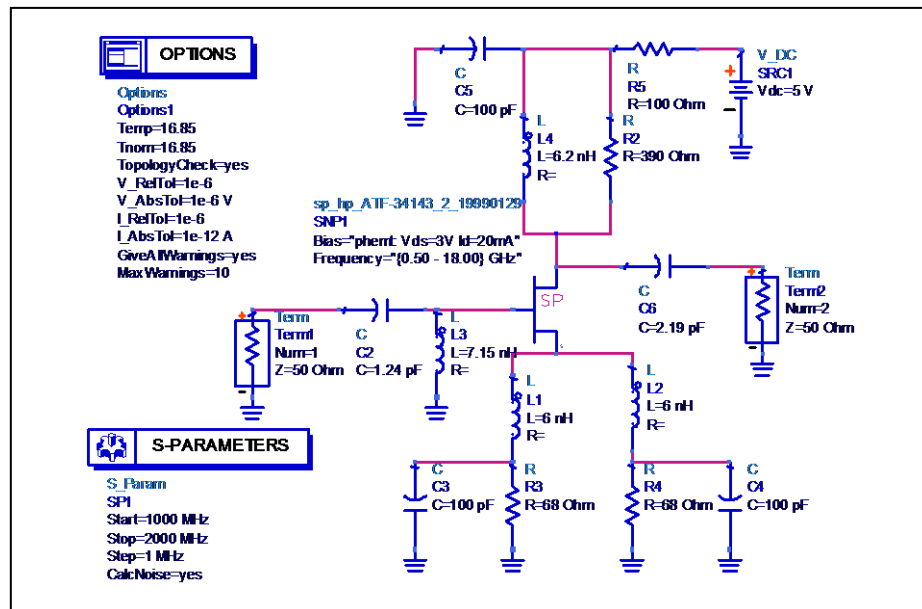 OPTIONS
Options
Options1
Temp=16.85
Tnom=16.85
TopologyCheck=yes
V_RelTol=1e-6
V_AbsTol=1e-6 V
I_RelTol=1e-6
I_AbsTol=1e-12 A
GiveAllWarnings=yes
MaxWarnings=10
C
C5
C=100 pF
R
R5
R=100 Ohm
V_DC
SRC1
Vdc=5 V
+
-
L
L4
L=6.2 nH
R=
R
R2
R=390 Ohm
sp_hp_ATF-34143_2_19990129
SNP1
Bias="phemt: Vds=3V Id=20mA"
Frequency="{0.50 - 18.00} GHz"
SP
C
C6
C=2.19 pF
+
Term
Term2
Num=2
Z=50 Ohm
-
+
Term
Term1
Num=1
Z=50 Ohm
-
C
C2
C=1.24 pF
L
L3
L=7.15 nH
R=
L
L1
L=6 nH
R=
L
L2
L=6 nH
R=
C
C3
C=100 pF
R
R3
R=68 Ohm
R
R4
R=68 Ohm
C
C4
C=100 pF
S-PARAMETERS
S_Param
SP1
Start=1000 MHz
Stop=2000 MHz
Step=1 MHz
CalcNoise=yes